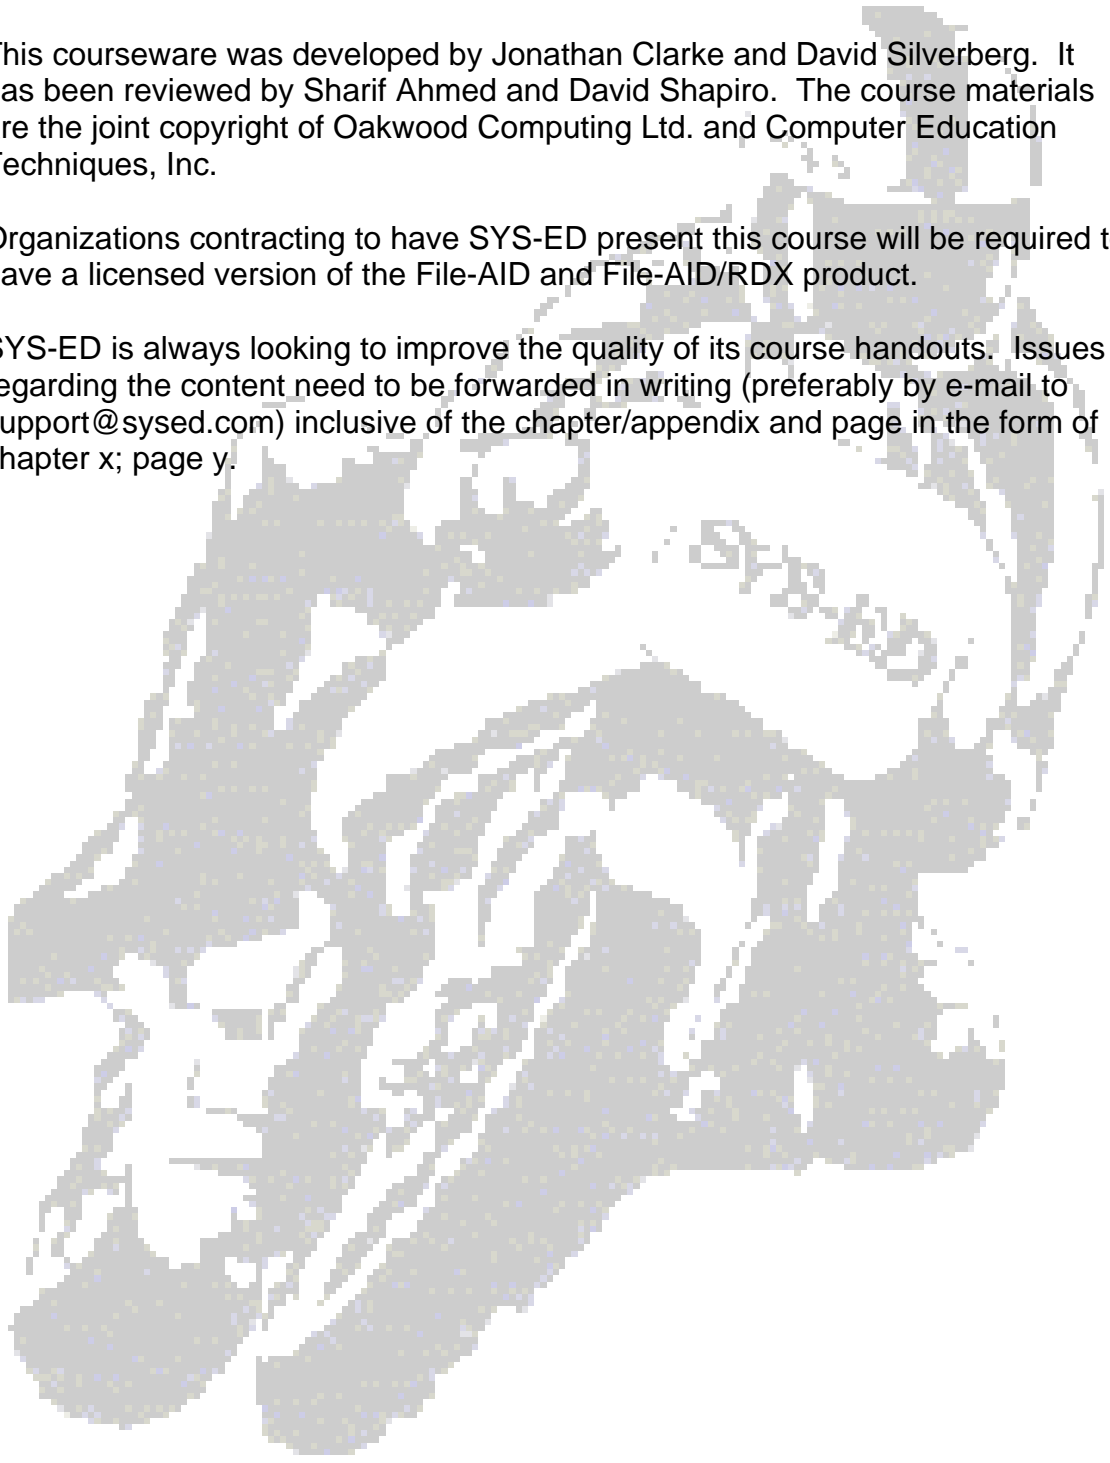 This courseware was developed by Jonathan Clarke and David Silverberg. It
has been reviewed by Sharif Ahmed and David Shapiro. The course materials
are the joint copyright of Oakwood Computing Ltd. and Computer Education
Techniques, Inc.
Organizations contracting to have SYS-ED present this course will be required t
have a licensed version of the File-AID and File-AID/RDX product.
SYS-ED is always looking to improve the quality of its course handouts. Issues
regarding the content need to be forwarded in writing (preferably by e-mail to
support@sysed.com) inclusive of the chapter/appendix and page in the form of
chapter x; page y.
SYS-ED